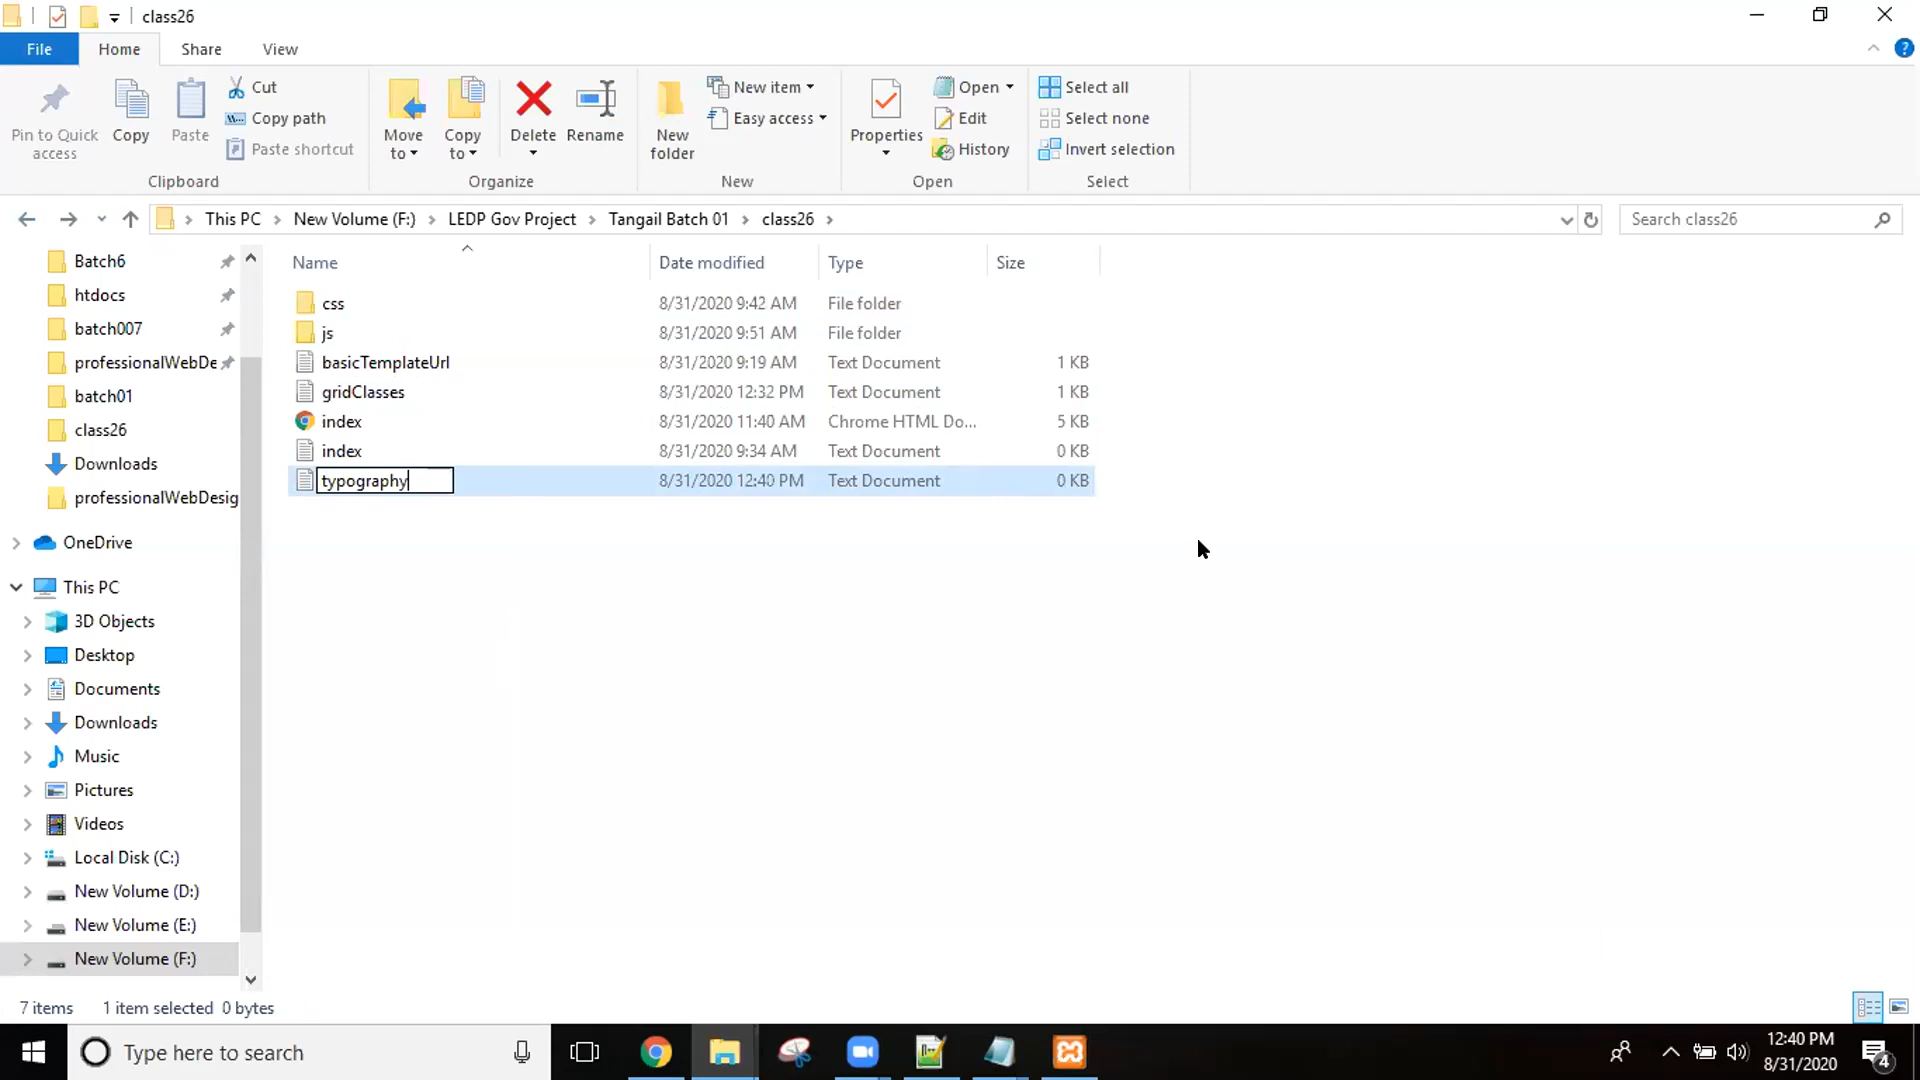 class26
File Home Share View
Pin to Quick access
Copy
Paste
Cut
Copy path
Paste shortcut
Clipboard
Move to
Copy to
Delete
Rename
Organize
New folder
New item
Easy access
New
Properties
Open
Edit
History
Open
Select all
Select none
Invert selection
Select
This PC > New Volume (F:) > LEDP Gov Project > Tangail Batch 01 > class26 >
Search class26
Batch6
htdocs
batch007
professionalWebDe
batch01
class26
Downloads
professionalWebDesig
OneDrive
This PC
3D Objects
Desktop
Documents
Downloads
Music
Pictures
Videos
Local Disk (C:)
New Volume (D:)
New Volume (E:)
New Volume (F:)
Name Date modified Type Size
css 8/31/2020 9:42 AM File folder
js 8/31/2020 9:51 AM File folder
basicTemplateUrl 8/31/2020 9:19 AM Text Document 1 KB
gridClasses 8/31/2020 12:32 PM Text Document 1 KB
index 8/31/2020 11:40 AM Chrome HTML Do... 5 KB
index 8/31/2020 9:34 AM Text Document 0 KB
typography 8/31/2020 12:40 PM Text Document 0 KB
7 items 1 item selected 0 bytes
Type here to search
12:40 PM
8/31/2020
4